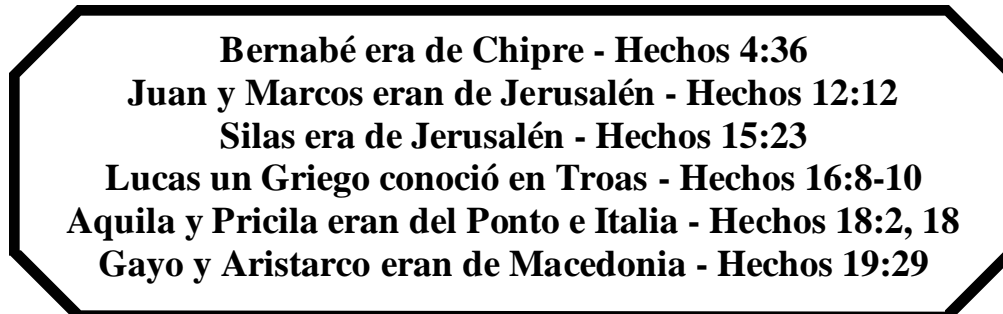 Bernabé era de Chipre - Hechos 4:36
Juan y Marcos eran de Jerusalén - Hechos 12:12
Silas era de Jerusalén - Hechos 15:23
Lucas un Griego conoció en Troas - Hechos 16:8-10
Aquila y Pricila eran del Ponto e Italia - Hechos 18:2, 18
Gayo y Aristarco eran de Macedonia - Hechos 19:29